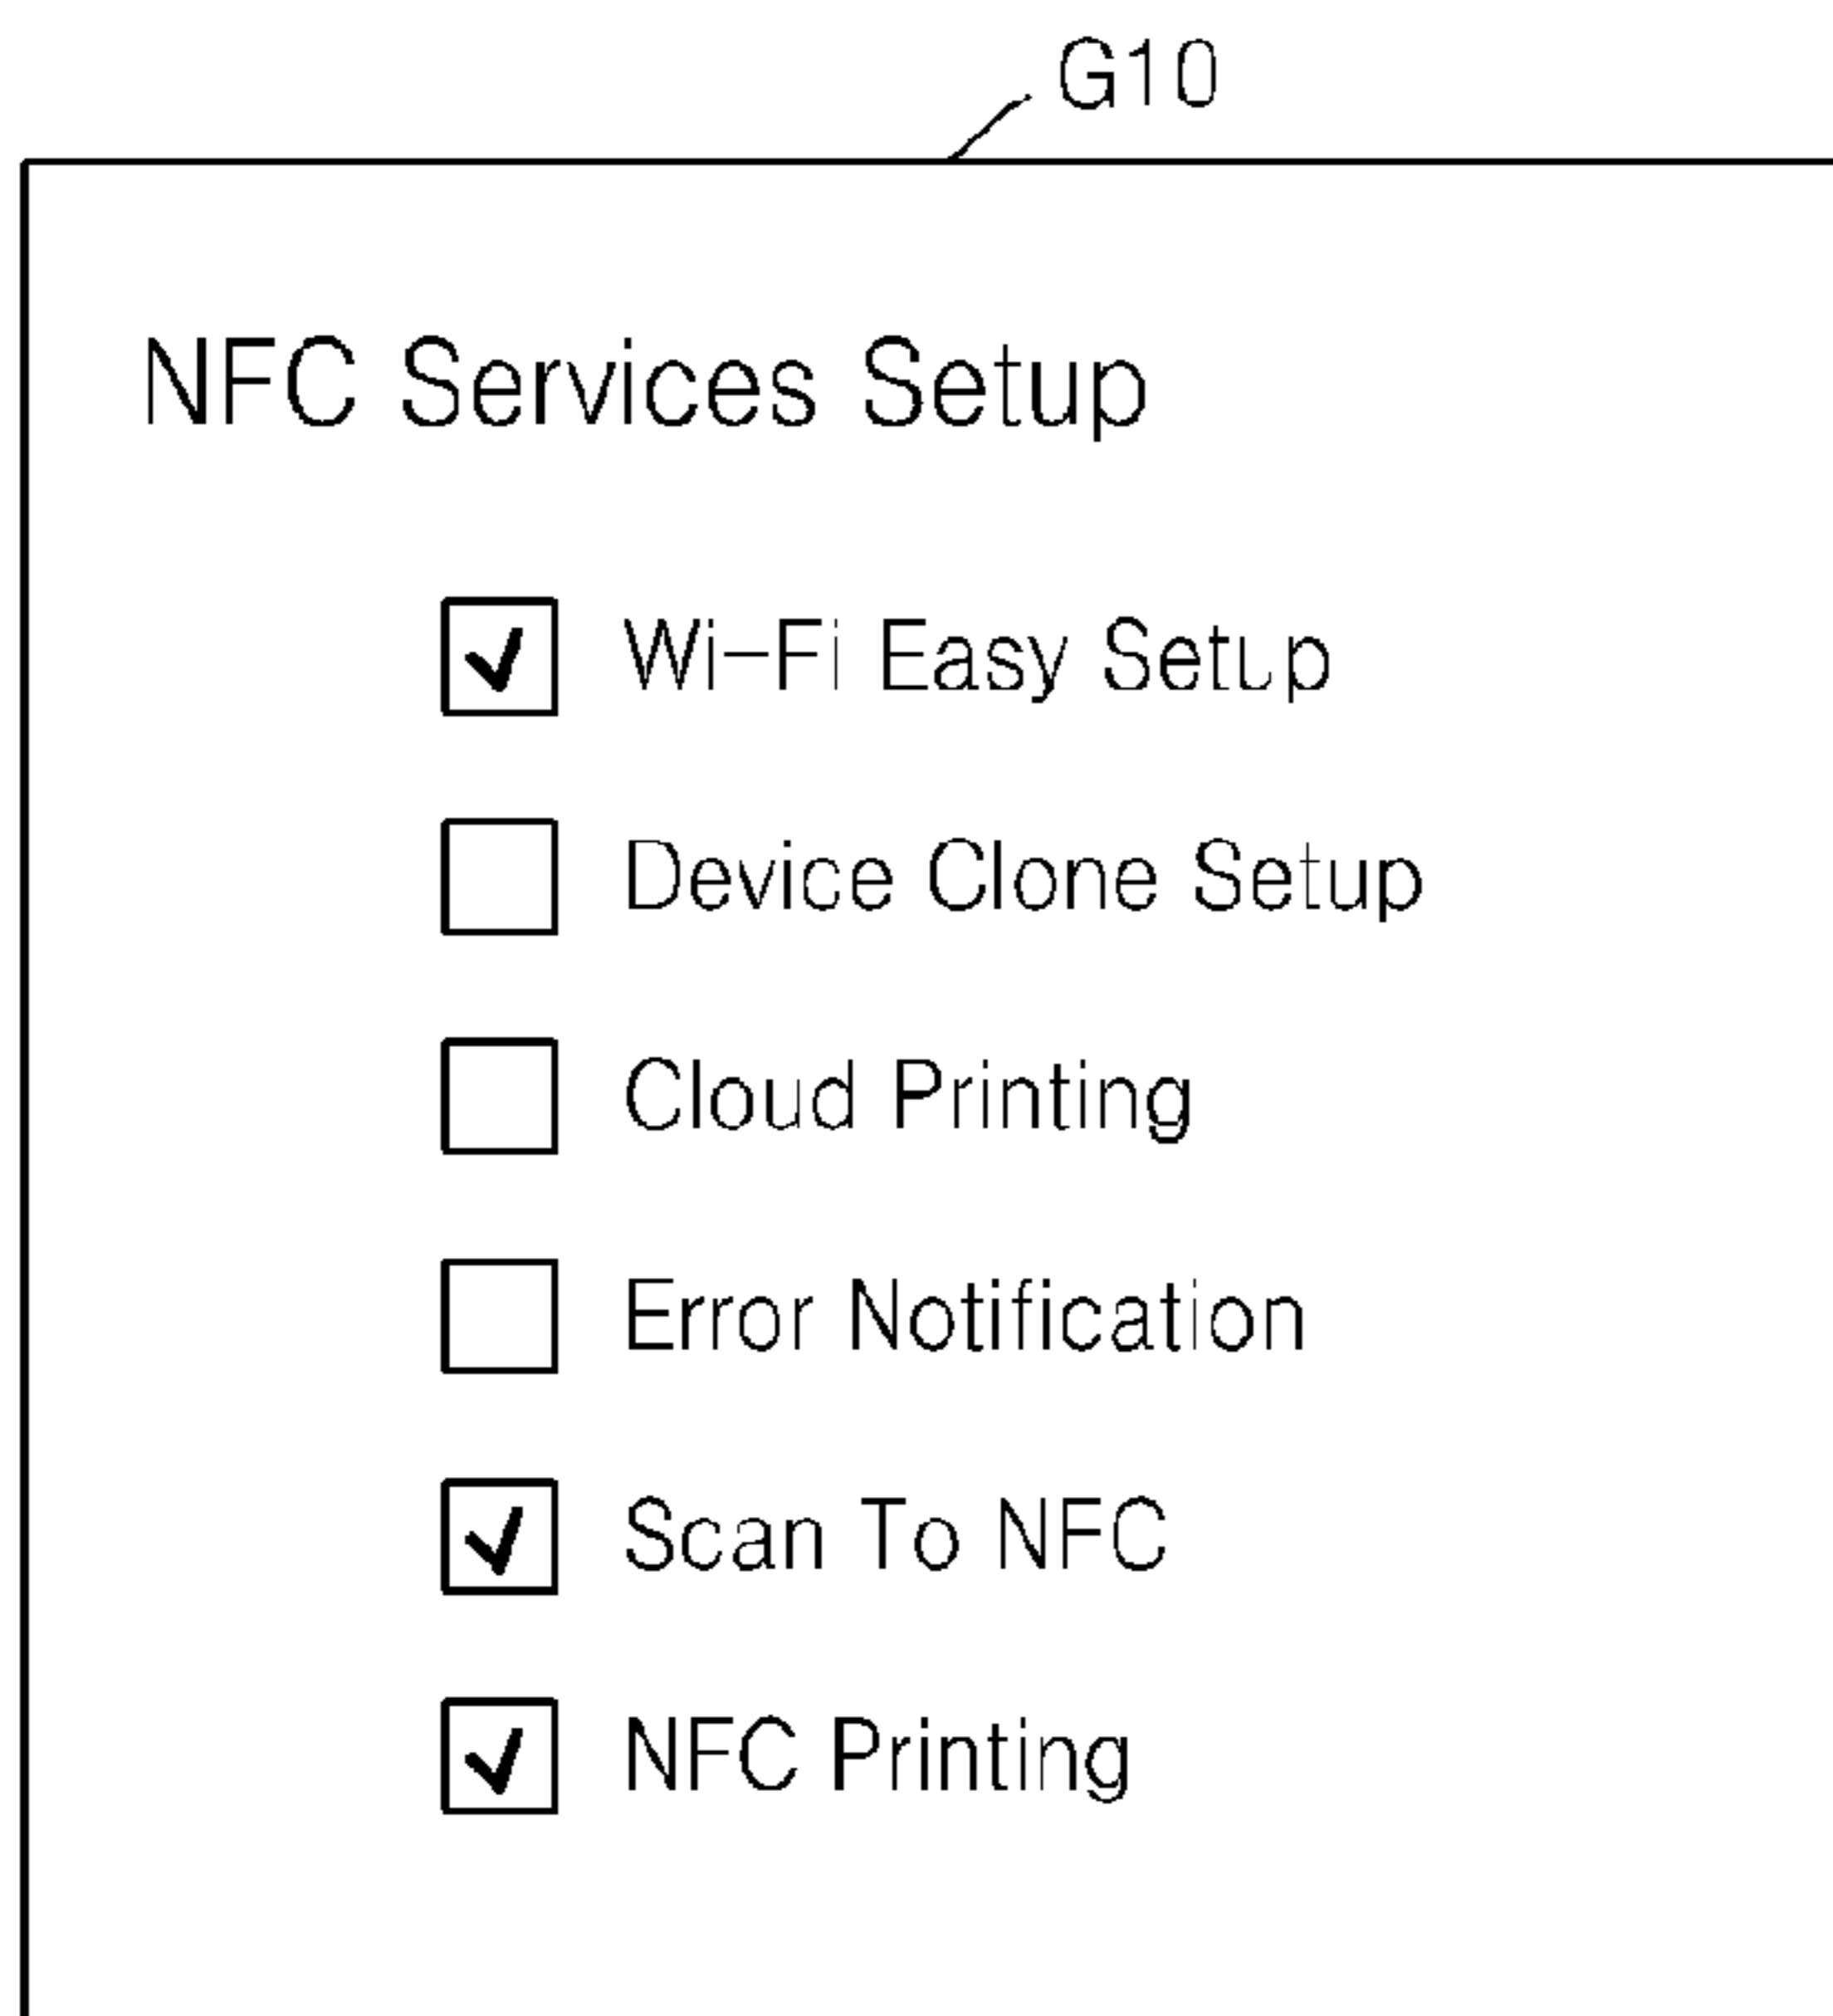 G10
NFC Services Setup
Wi-Fi Easy Setup
Device Clone Setup
Cloud Printing
Error Notification
Scan To NFC
NFC Printing